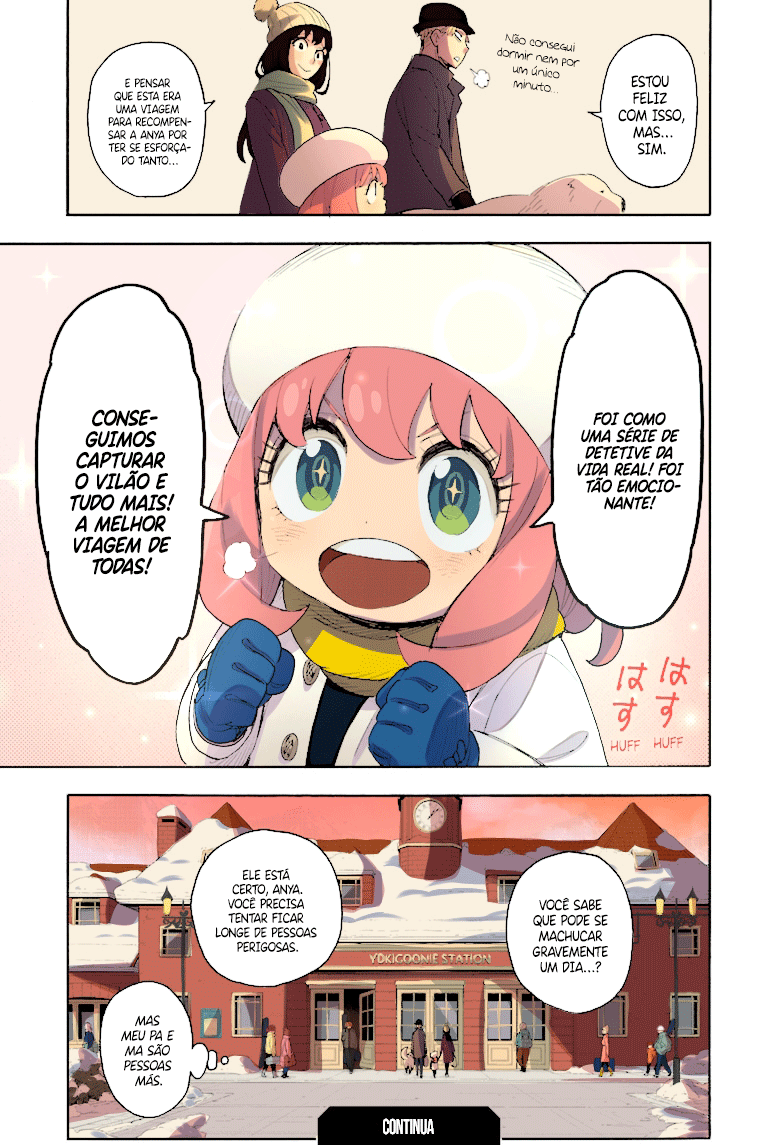 ESTOU
FELIZ
COM ISSO,
MAS...
SIM.
Não consegui
dormir nem por
um único
minuto...
E PENSAR
QUE ESTA ERA
UMA VIAGEM
PARA RECOMPEN-
SAR A ANYA POR
TER SE ESFORÇA-
DO TANTO...
FOI COMO
UMA SÉRIE DE
DETETIVE DA
VIDA REAL! FOI
TÃO EMOCIO-
NANTE!
CONSE-
GUIMOS
CAPTURAR
O VILÃO E
TUDO MAIS!
A MELHOR
VIAGEM DE
TODAS!
はす
はす
HUFF
HUFF
VOCÊ SABE
QUE PODE SE
MACHUCAR
GRAVEMENTE
UM DIA...?
ELE ESTÁ
CERTO, ANYA.
VOCÊ PRECISA
TENTAR FICAR
LONGE DE PESSOAS
PERIGOSAS.
YUKIGOONIE STATION
MAS
MEU PA E
MA SÃO
PESSOAS
MÁS.
CONTINUA